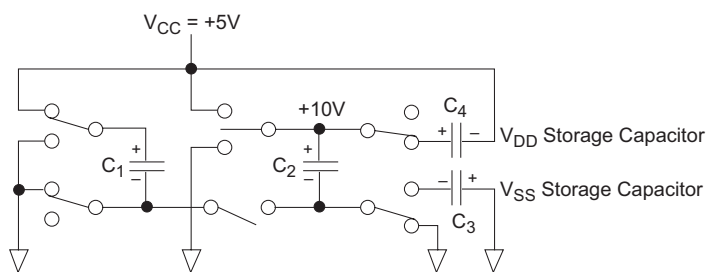 V_CC = +5V
+10V
C_4
+ −
V_DD Storage Capacitor
+
C_1
−
+
C_2
−
− +
C_3
V_SS Storage Capacitor